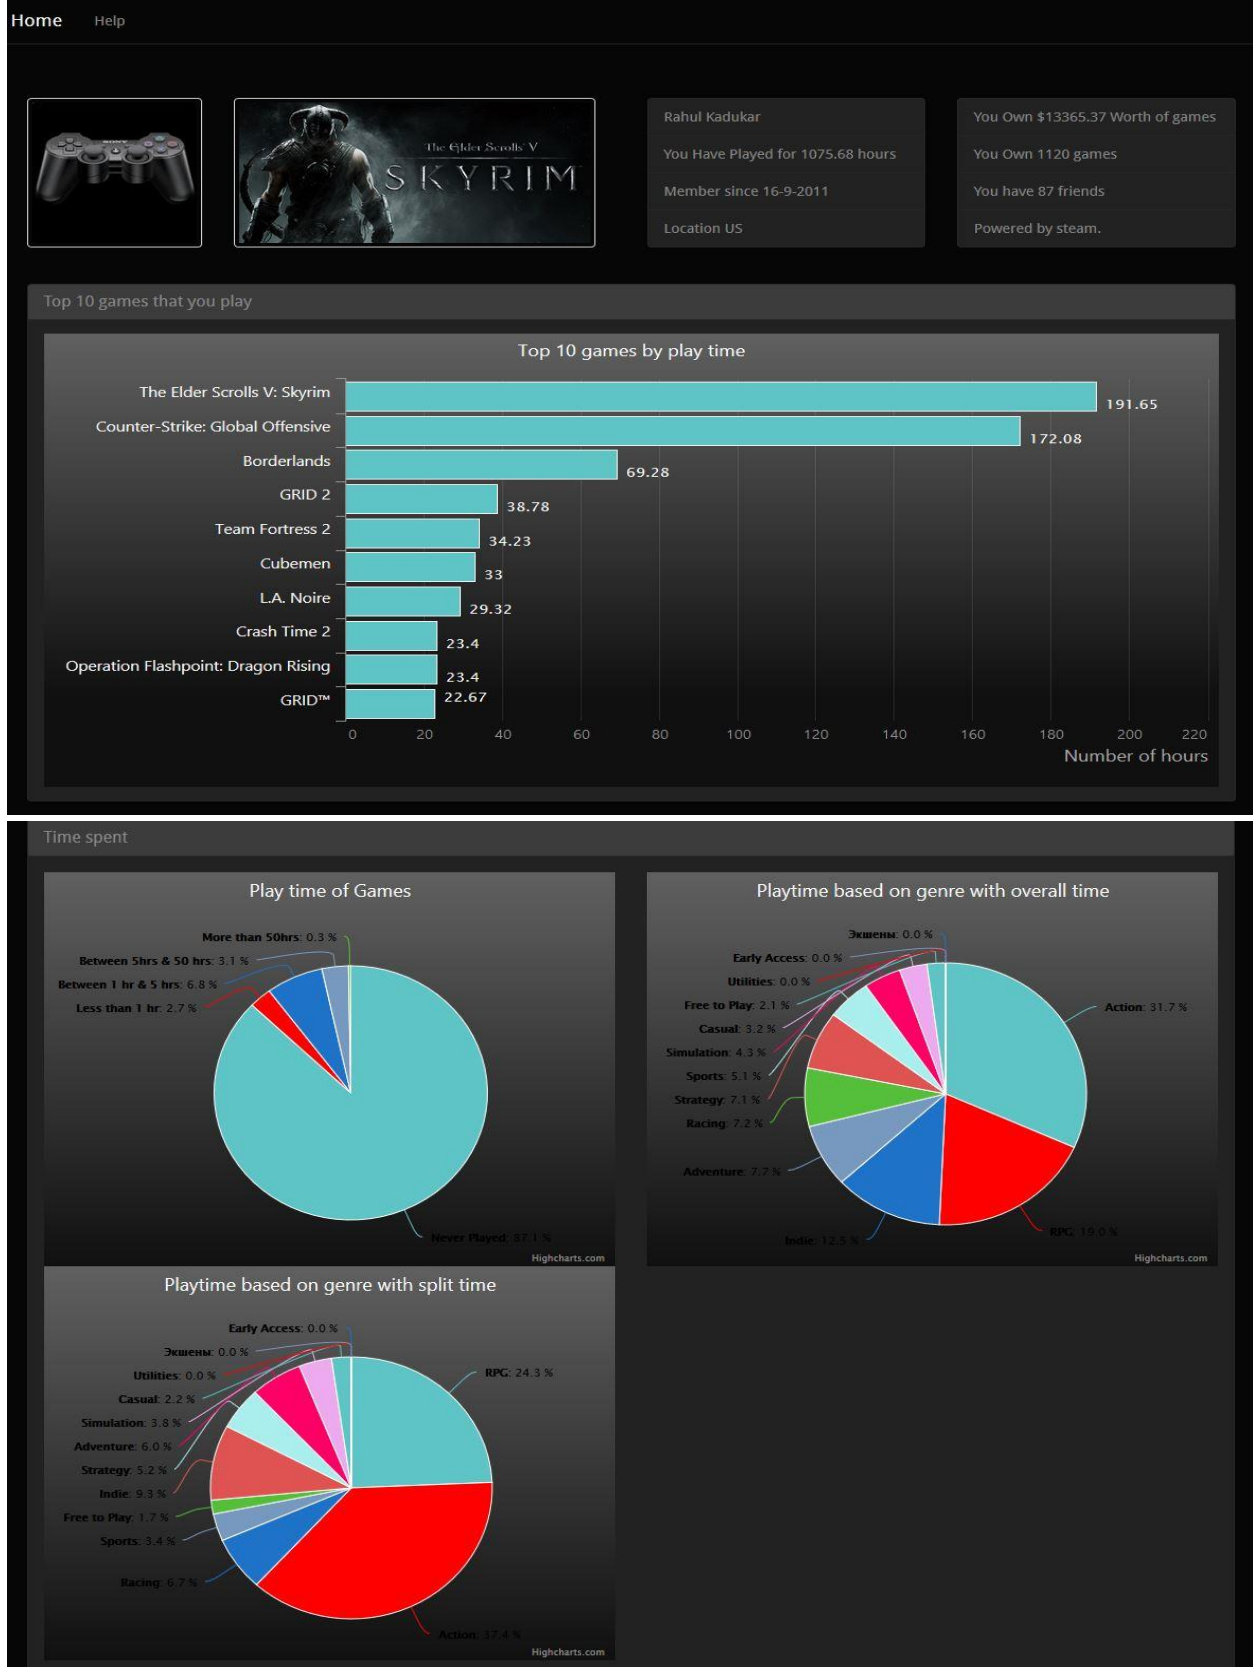 Home Help
SONY
The Elder Scrolls V
SKYRIM
Rahul Kadukar
You Have Played for 1075.68 hours
Member since 16-9-2011
Location US
You Own $13365.37 Worth of games
You Own 1120 games
You have 87 friends
Powered by steam.
Top 10 games that you play
Top 10 games by play time
The Elder Scrolls V: Skyrim 191.65
Counter-Strike: Global Offensive 172.08
Borderlands 69.28
GRID 2 38.78
Team Fortress 2 34.23
Cubemen 33
L.A. Noire 29.32
Crash Time 2 23.4
Operation Flashpoint: Dragon Rising 23.4
GRID™ 22.67
0 20 40 60 80 100 120 140 160 180 200 220
Number of hours
Time spent
Play time of Games
More than 50hrs: 0.3 %
Between 5hrs & 50 hrs: 3.1 %
Between 1 hr & 5 hrs: 6.8 %
Less than 1 hr: 2.7 %
Never Played: 87.1 %
Highcharts.com
Playtime based on genre with overall time
Экшены: 0.0 %
Early Access: 0.0 %
Utilities: 0.0 %
Free to Play: 2.1 %
Casual: 3.2 %
Simulation: 4.3 %
Sports: 5.1 %
Strategy: 7.1 %
Racing: 7.2 %
Adventure: 7.7 %
Indie: 12.5 %
Action: 31.7 %
RPG: 19.0 %
Highcharts.com
Playtime based on genre with split time
Early Access: 0.0 %
Экшены: 0.0 %
Utilities: 0.0 %
Casual: 2.2 %
Simulation: 3.8 %
Adventure: 6.0 %
Strategy: 5.2 %
Indie: 9.3 %
Free to Play: 1.7 %
Sports: 3.4 %
Racing: 6.7 %
RPG: 24.3 %
Action: 37.4 %
Highcharts.com